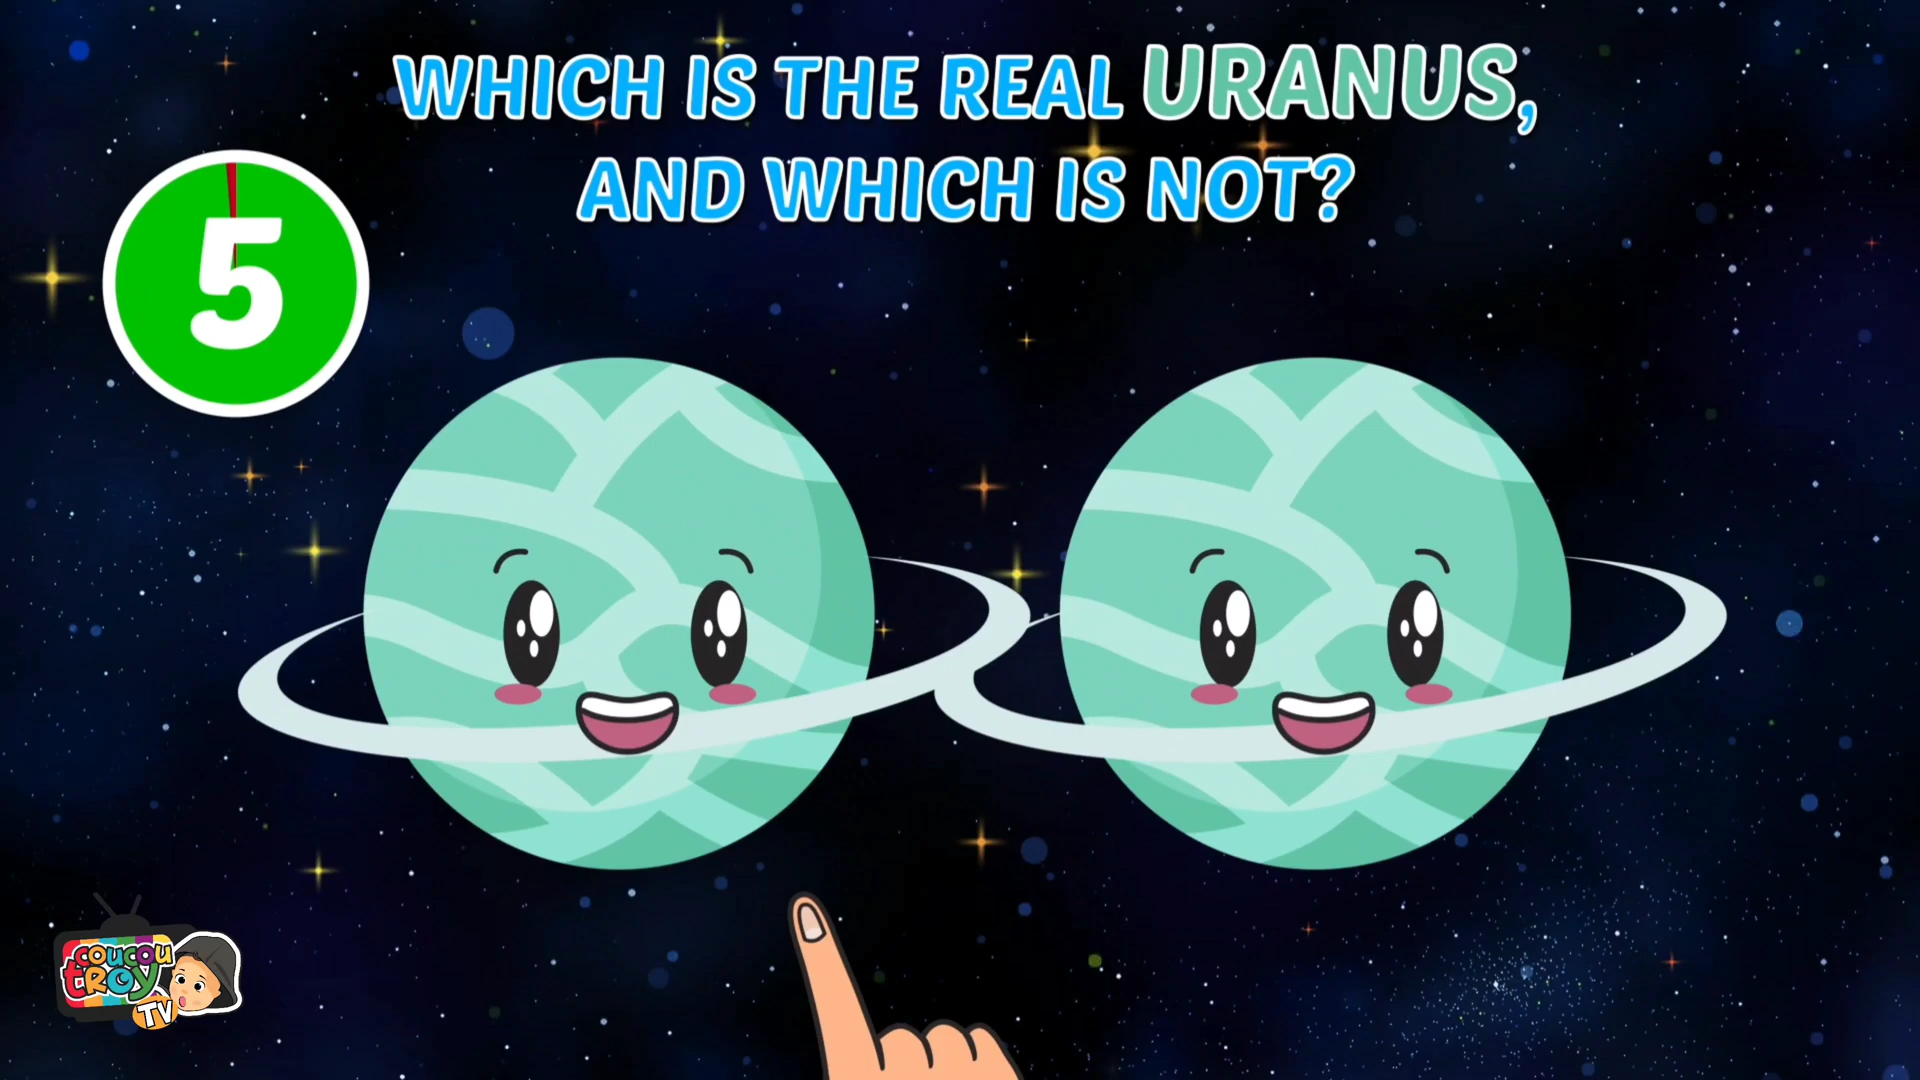 WHICH IS THE REAL URANUS,
AND WHICH IS NOT?
5
coucou
tROY
TV